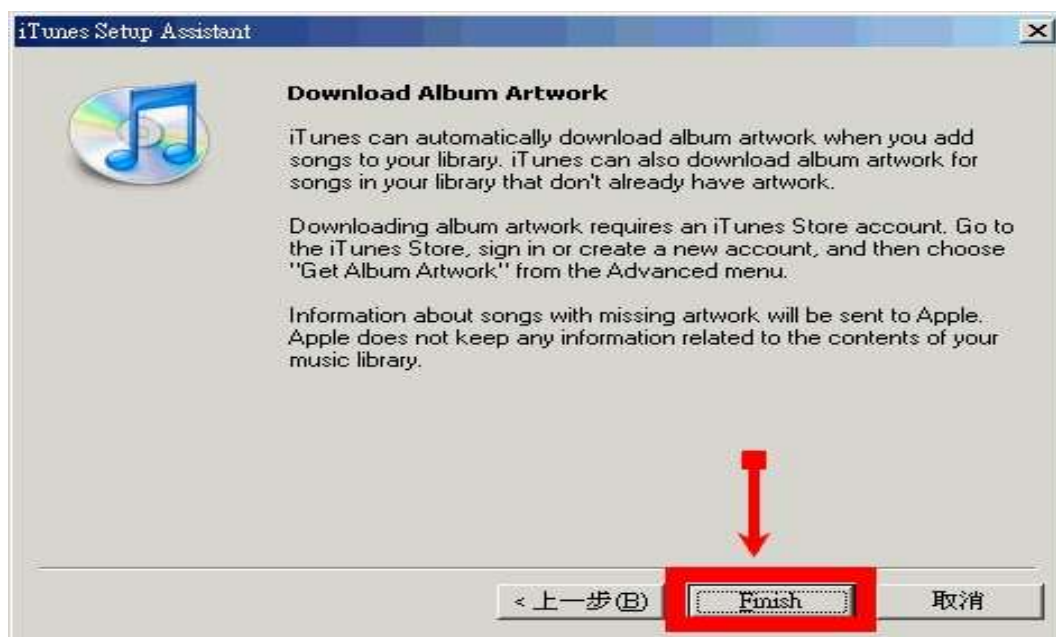 iTunes Setup Assistant
Download Album Artwork
iTunes can automatically download album artwork when you add
songs to your library. iTunes can also download album artwork for
songs in your library that don't already have artwork.
Downloading album artwork requires an iTunes Store account. Go to
the iTunes Store, sign in or create a new account, and then choose
"Get Album Artwork" from the Advanced menu.
Information about songs with missing artwork will be sent to Apple.
Apple does not keep any information related to the contents of your
music library.
<上一步(B) Finish 取消